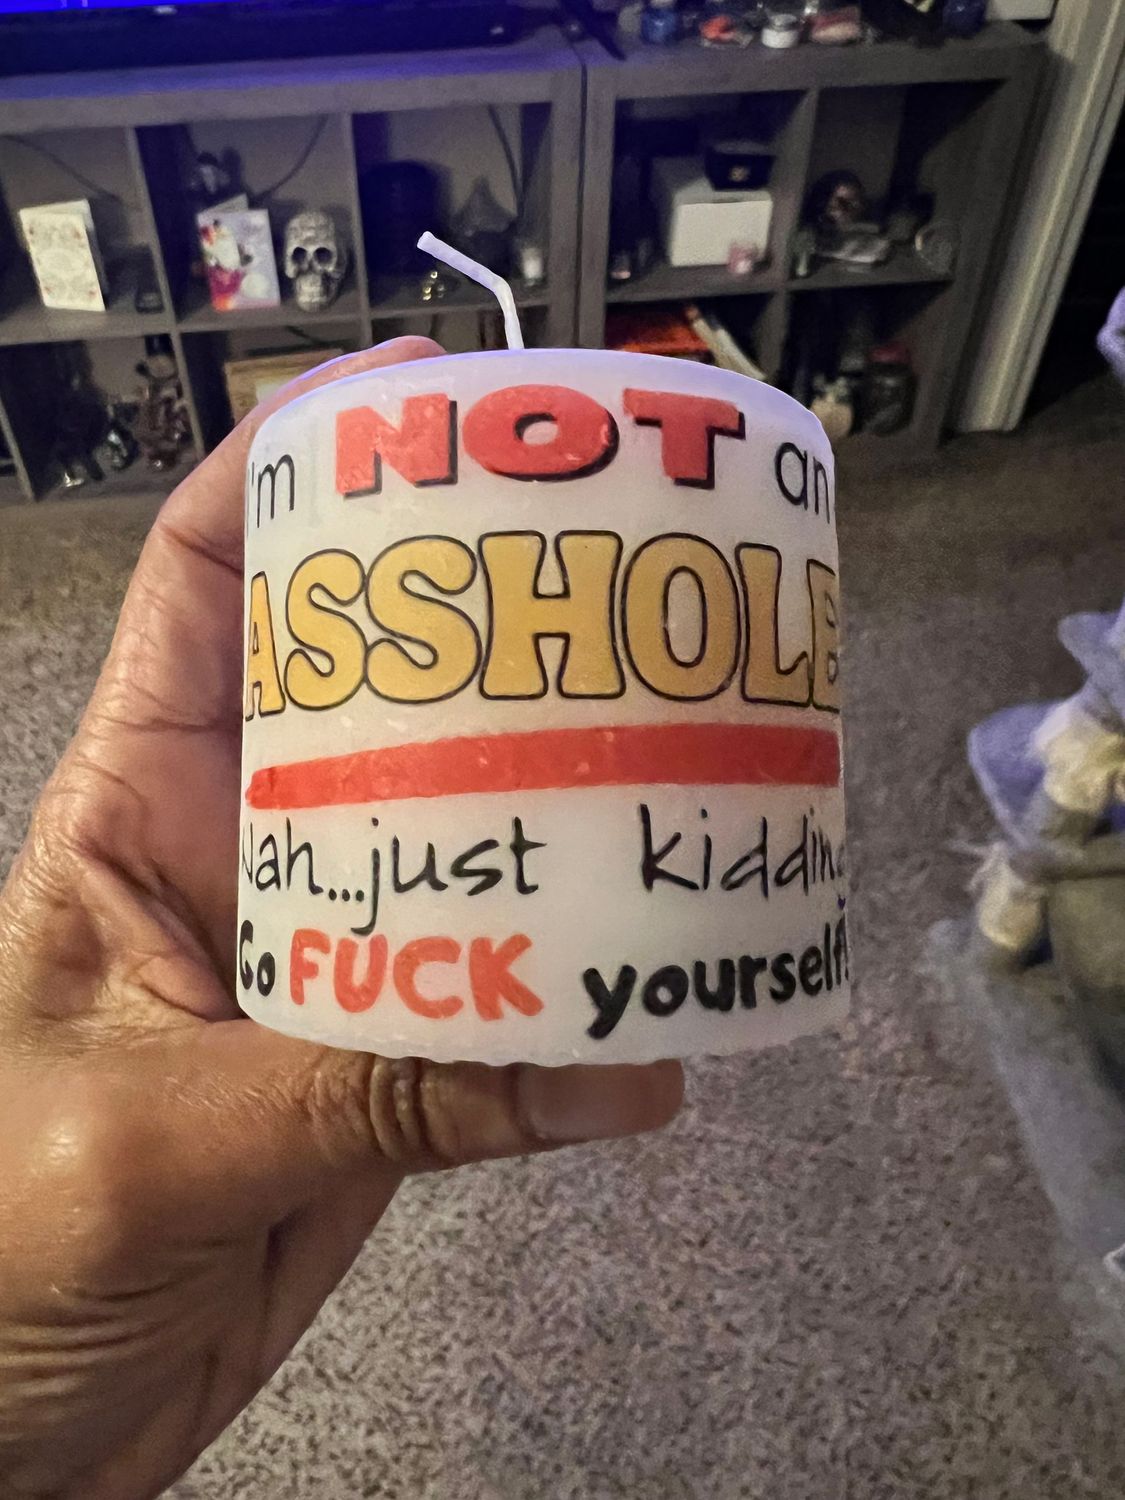 I'm NOT an
ASSHOLE
Nah...just kidding
Go FUCK yourself!